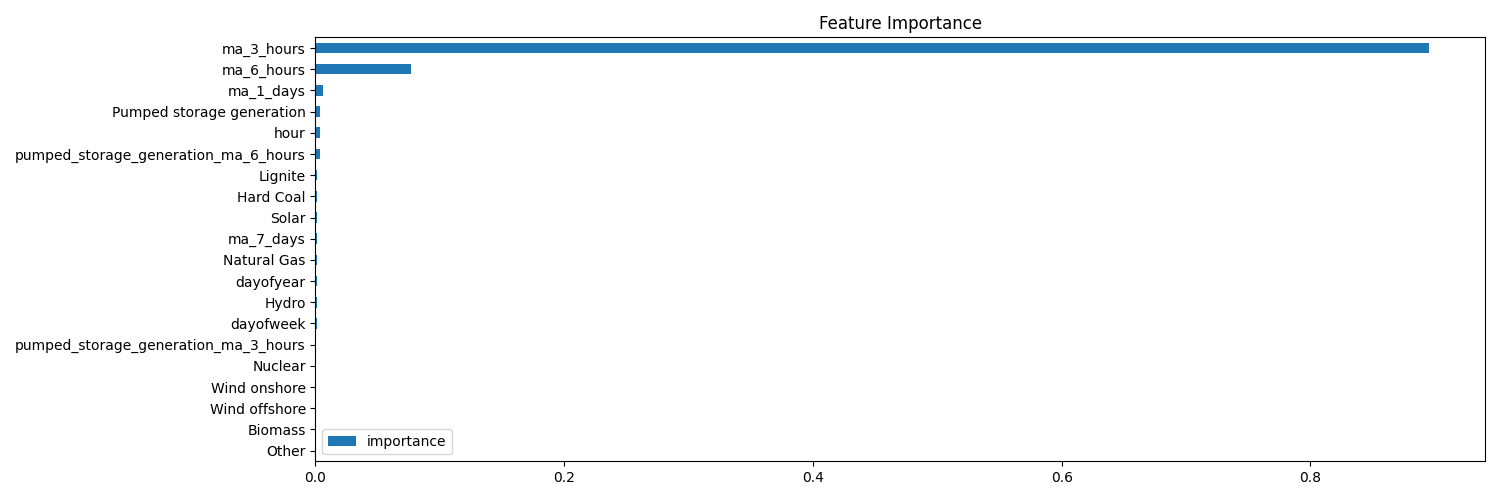 Feature Importance
ma_3_hours
ma_6_hours
ma_1_days
Pumped storage generation
hour
pumped_storage_generation_ma_6_hours
Lignite
Hard Coal
Solar
ma_7_days
Natural Gas
dayofyear
Hydro
dayofweek
pumped_storage_generation_ma_3_hours
Nuclear
Wind onshore
Wind offshore
Biomass
Other
importance
0.0 0.2 0.4 0.6 0.8